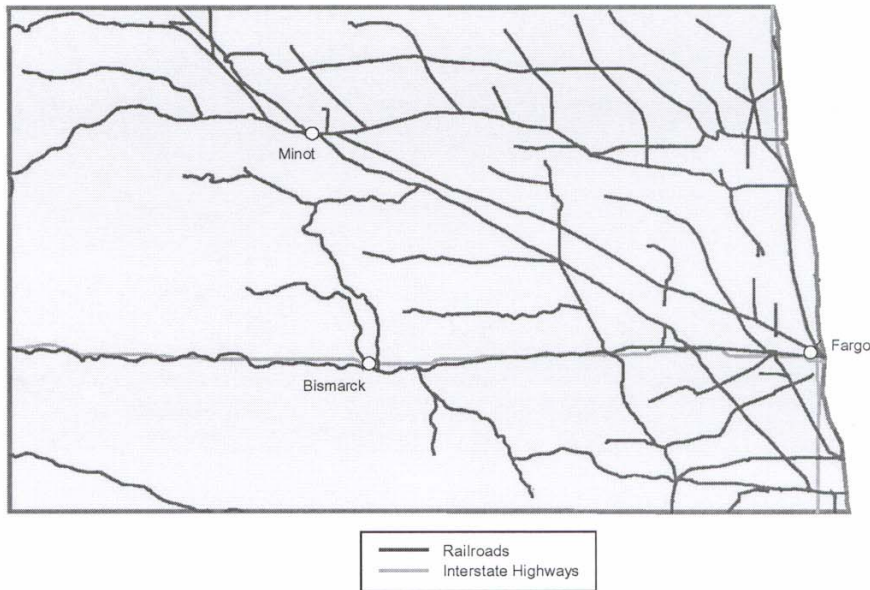 Minot
Fargo
Bismarck
Railroads
Interstate Highways